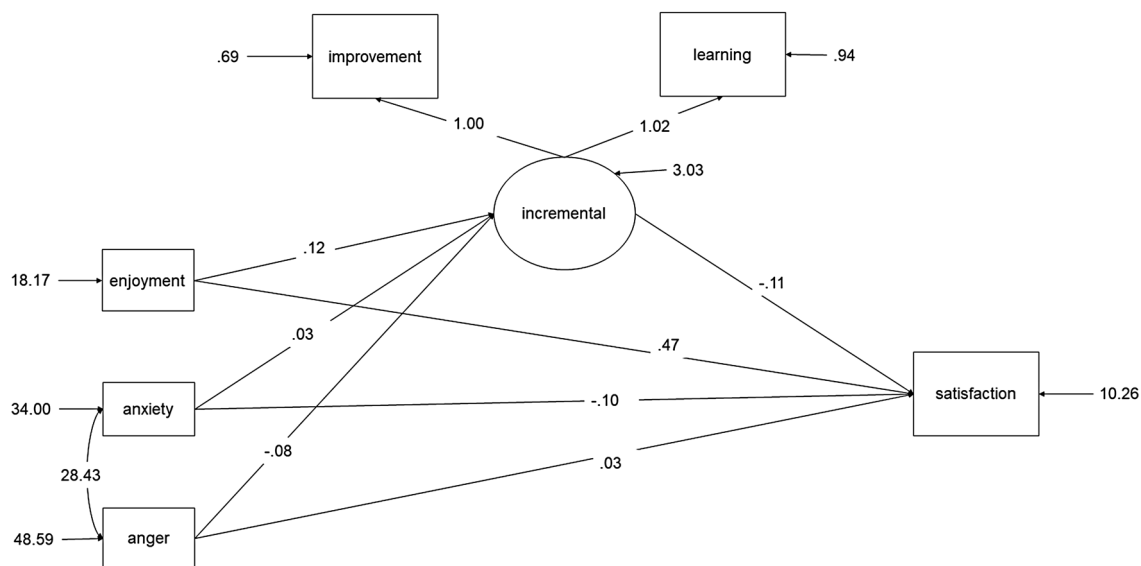 improvement
learning
.69
.94
1.00
1.02
3.03
incremental
.12
18.17
enjoyment
-.11
.03
.47
satisfaction
10.26
34.00
anxiety
-.10
-.08
.03
28.43
48.59
anger